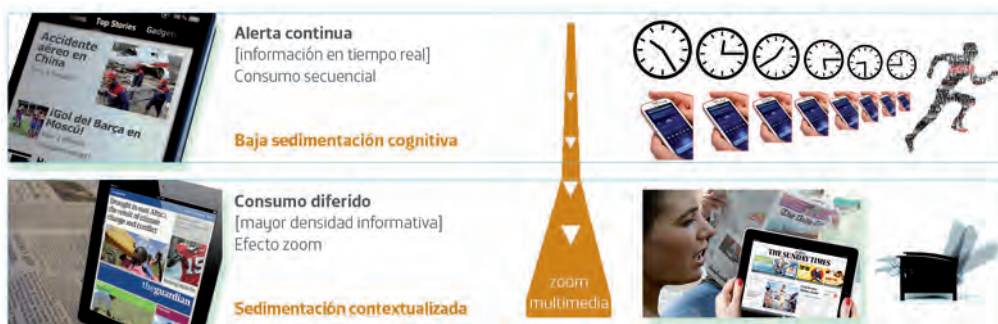 Top Stories
Gadgets
Accidente
aéreo en
China
¡Gol del Barça en
Moscú!
Alerta continua
[información en tiempo real]
Consumo secuencial
Baja sedimentación cognitiva
theguardian
Consumo diferido
[mayor densidad informativa]
Efecto zoom
Sedimentación contextualizada
zoom
multimedia
THE SUNDAY TIMES